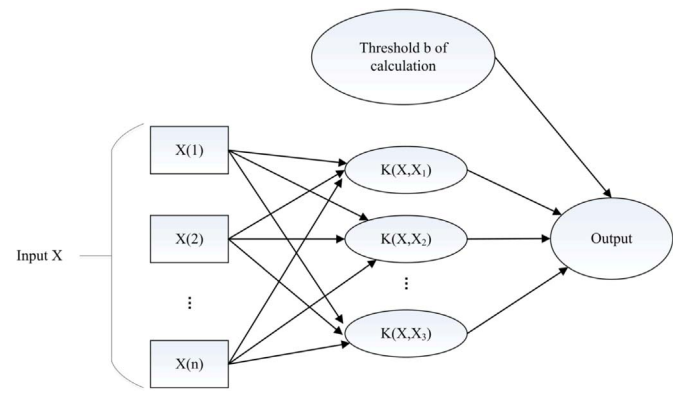 Threshold b of
calculation
X(1)
K(X,X₁)
X(2)
K(X,X₂)
Output
Input X
⋮
⋮
K(X,X₃)
X(n)